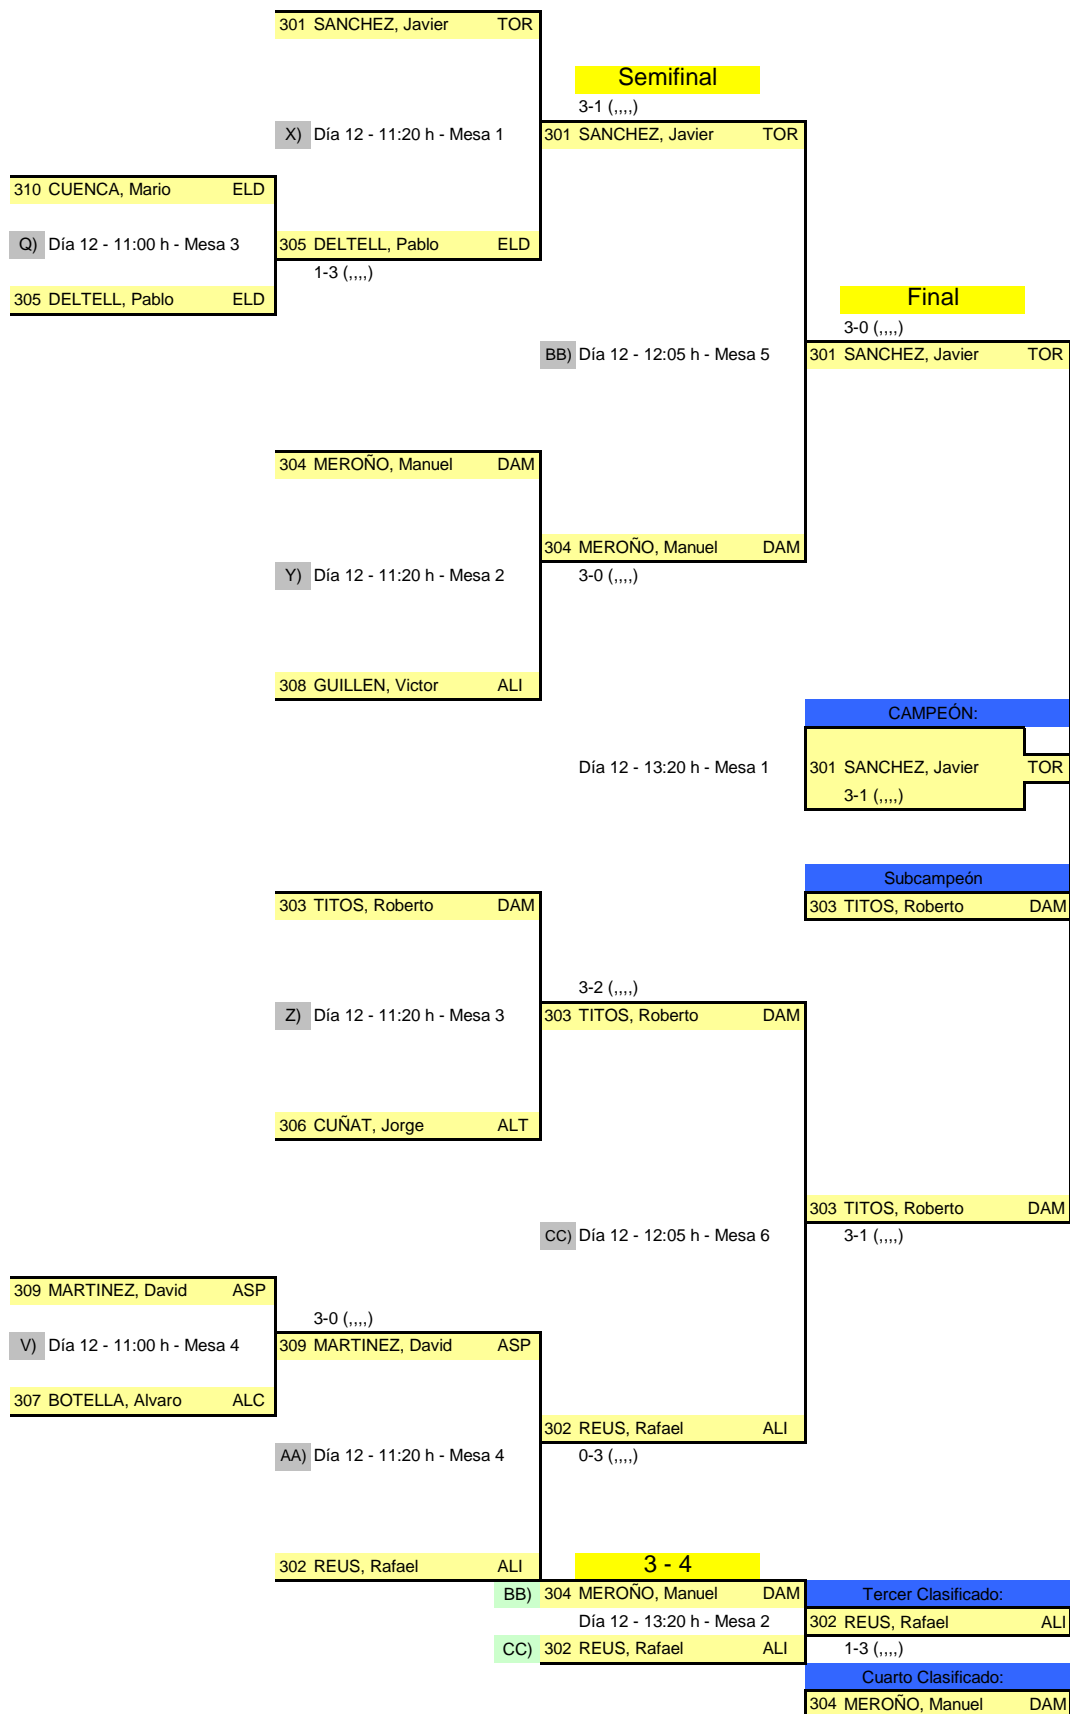 301 SANCHEZ, Javier TOR
Semifinal
3-1 (,,,,)
X) Día 12 - 11:20 h - Mesa 1
301 SANCHEZ, Javier TOR
310 CUENCA, Mario ELD
Q) Día 12 - 11:00 h - Mesa 3
305 DELTELL, Pablo ELD
1-3 (,,,,)
305 DELTELL, Pablo ELD
Final
3-0 (,,,,)
BB) Día 12 - 12:05 h - Mesa 5
301 SANCHEZ, Javier TOR
304 MEROÑO, Manuel DAM
304 MEROÑO, Manuel DAM
Y) Día 12 - 11:20 h - Mesa 2
3-0 (,,,,)
308 GUILLEN, Victor ALI
CAMPEÓN:
Día 12 - 13:20 h - Mesa 1
301 SANCHEZ, Javier TOR
3-1 (,,,,)
Subcampeón
303 TITOS, Roberto DAM
303 TITOS, Roberto DAM
3-2 (,,,,)
Z) Día 12 - 11:20 h - Mesa 3
303 TITOS, Roberto DAM
306 CUÑAT, Jorge ALT
303 TITOS, Roberto DAM
CC) Día 12 - 12:05 h - Mesa 6
3-1 (,,,,)
309 MARTINEZ, David ASP
3-0 (,,,,)
V) Día 12 - 11:00 h - Mesa 4
309 MARTINEZ, David ASP
307 BOTELLA, Alvaro ALC
302 REUS, Rafael ALI
AA) Día 12 - 11:20 h - Mesa 4
0-3 (,,,,)
302 REUS, Rafael ALI
3 - 4
BB) 304 MEROÑO, Manuel DAM
Tercer Clasificado:
Día 12 - 13:20 h - Mesa 2
302 REUS, Rafael ALI
CC) 302 REUS, Rafael ALI
1-3 (,,,,)
Cuarto Clasificado:
304 MEROÑO, Manuel DAM